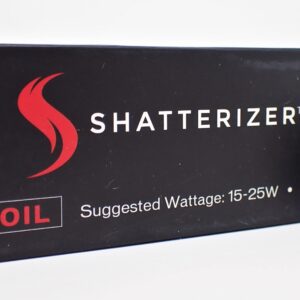 SHATTERIZER
OIL
Suggested Wattage: 15-25W •